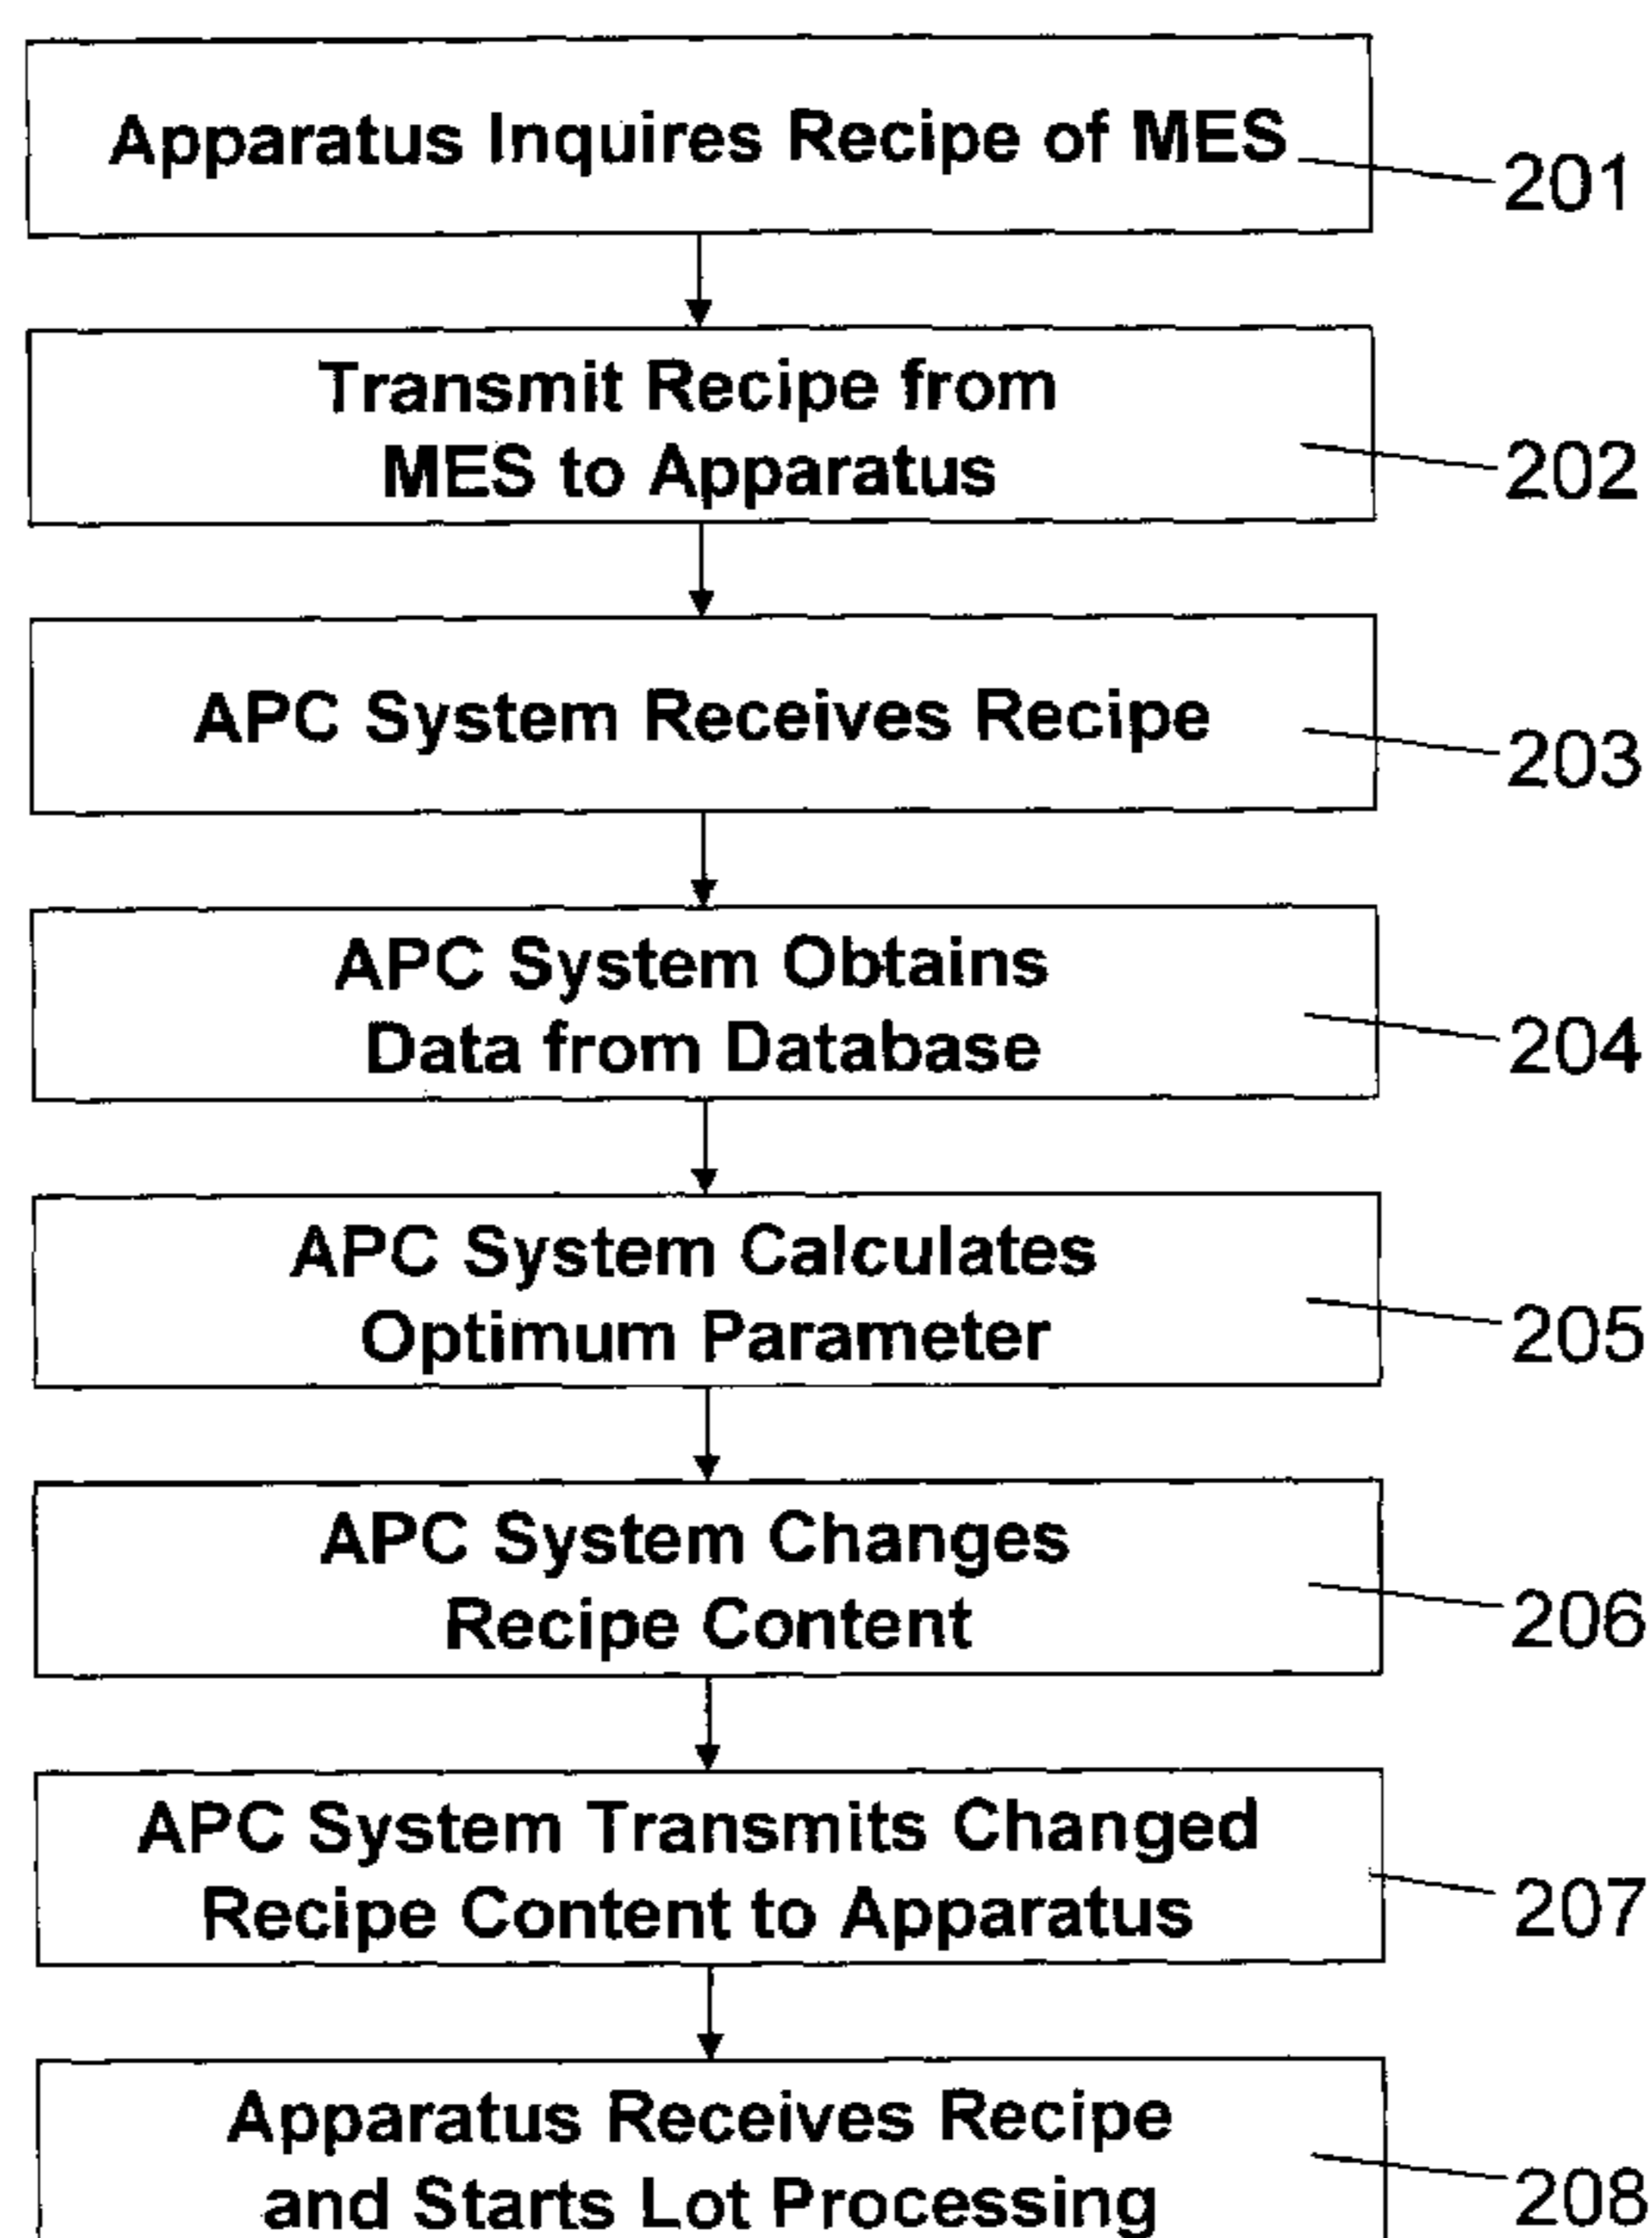 Apparatus Inquires Recipe of MES
201
Transmit Recipe from
MES to Apparatus
202
APC System Receives Recipe
203
APC System Obtains
Data from Database
204
APC System Calculates
Optimum Parameter
205
APC System Changes
Recipe Content
206
APC System Transmits Changed
Recipe Content to Apparatus
207
Apparatus Receives Recipe
and Starts Lot Processing
208